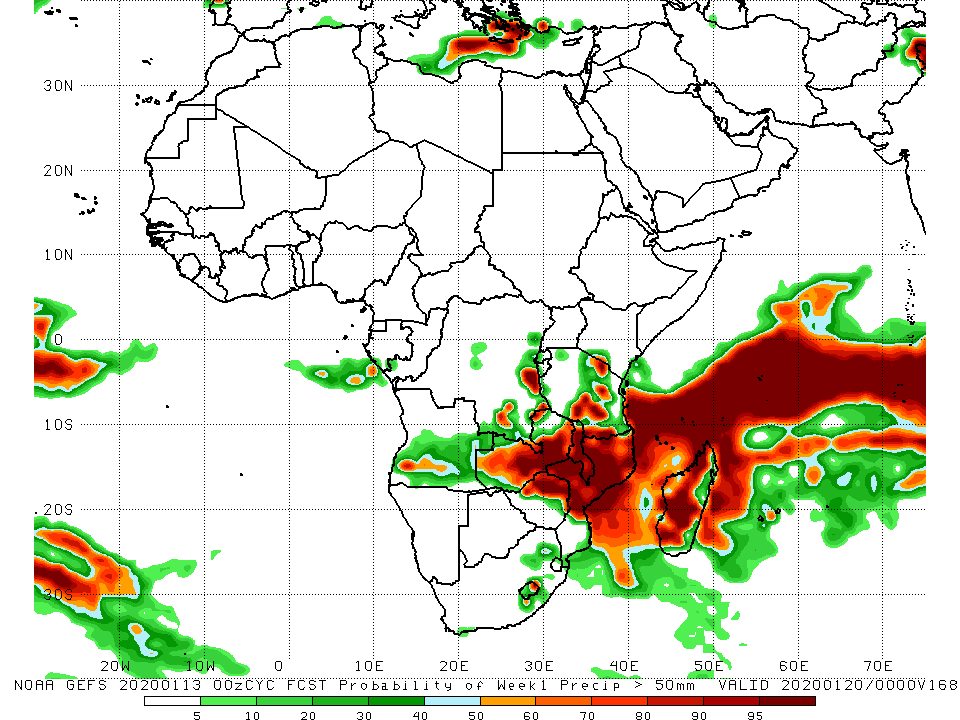 30N
20N
10N
0
10S
20S
30S
20W 10W 0 10E 20E 30E 40E 50E 60E 70E
NOAA GEFS 20200113 00zCYC FCST Probability of Week1 Precip > 50mm VALID 20200120/0000V168
5 10 20 30 40 50 60 70 80 90 95